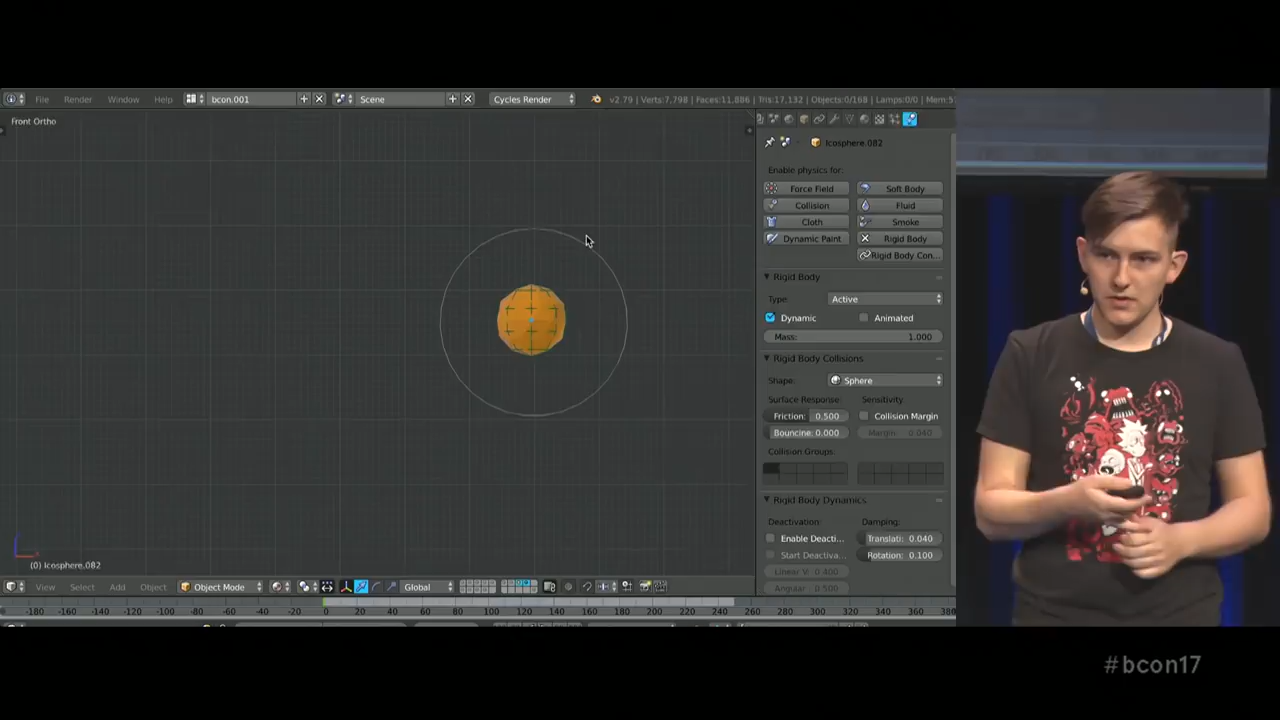 File Render Window Help bcon.001 Scene Cycles Render v2.79 | Verts:7,798 | Faces:11,886 | Tris:17,132 | Objects:0/168 | Lamps:0/0 | Mem:5
Front Ortho
Icosphere.082
Enable physics for:
Force Field Soft Body
Collision Fluid
Cloth Smoke
Dynamic Paint Rigid Body
Rigid Body Con...
Rigid Body
Type: Active
Dynamic Animated
Mass: 1.000
Rigid Body Collisions
Shape: Sphere
Surface Response: Sensitivity:
Friction: 0.500 Collision Margin
Bouncine: 0.000 Margin: 0.040
Collision Groups:
Rigid Body Dynamics
Deactivation: Damping:
Enable Deacti... Translati: 0.040
Start Deactiva... Rotation: 0.100
Linear V: 0.400
Angular: 0.500
(0) Icosphere.082
View Select Add Object Object Mode Global
-180 -160 -140 -120 -100 -80 -60 -40 -20 0 20 40 60 80 100 120 140 160 180 200 220 240 260 280 300 320 340 360 380
#bcon17